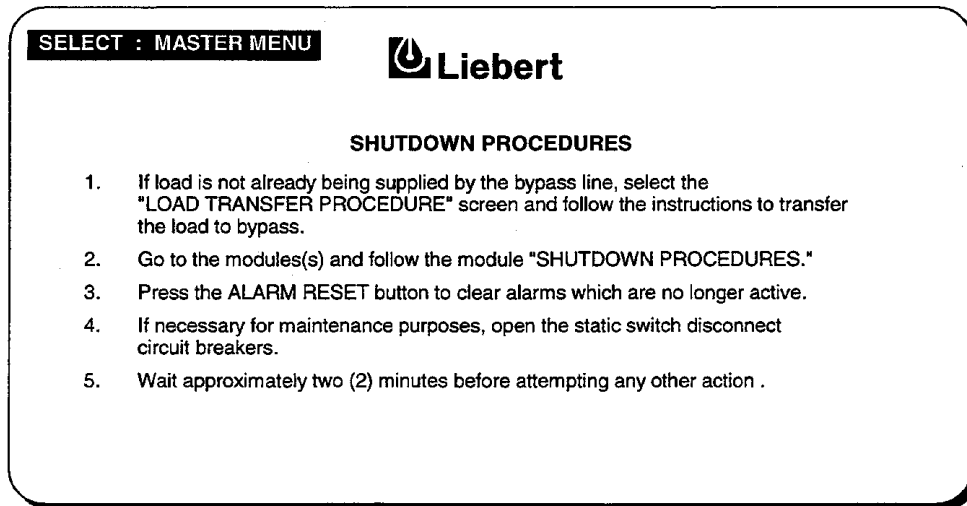 SELECT : MASTER MENU
Liebert
SHUTDOWN PROCEDURES
1. If load is not already being supplied by the bypass line, select the
"LOAD TRANSFER PROCEDURE" screen and follow the instructions to transfer
the load to bypass.
2. Go to the modules(s) and follow the module "SHUTDOWN PROCEDURES."
3. Press the ALARM RESET button to clear alarms which are no longer active.
4. If necessary for maintenance purposes, open the static switch disconnect
circuit breakers.
5. Wait approximately two (2) minutes before attempting any other action .